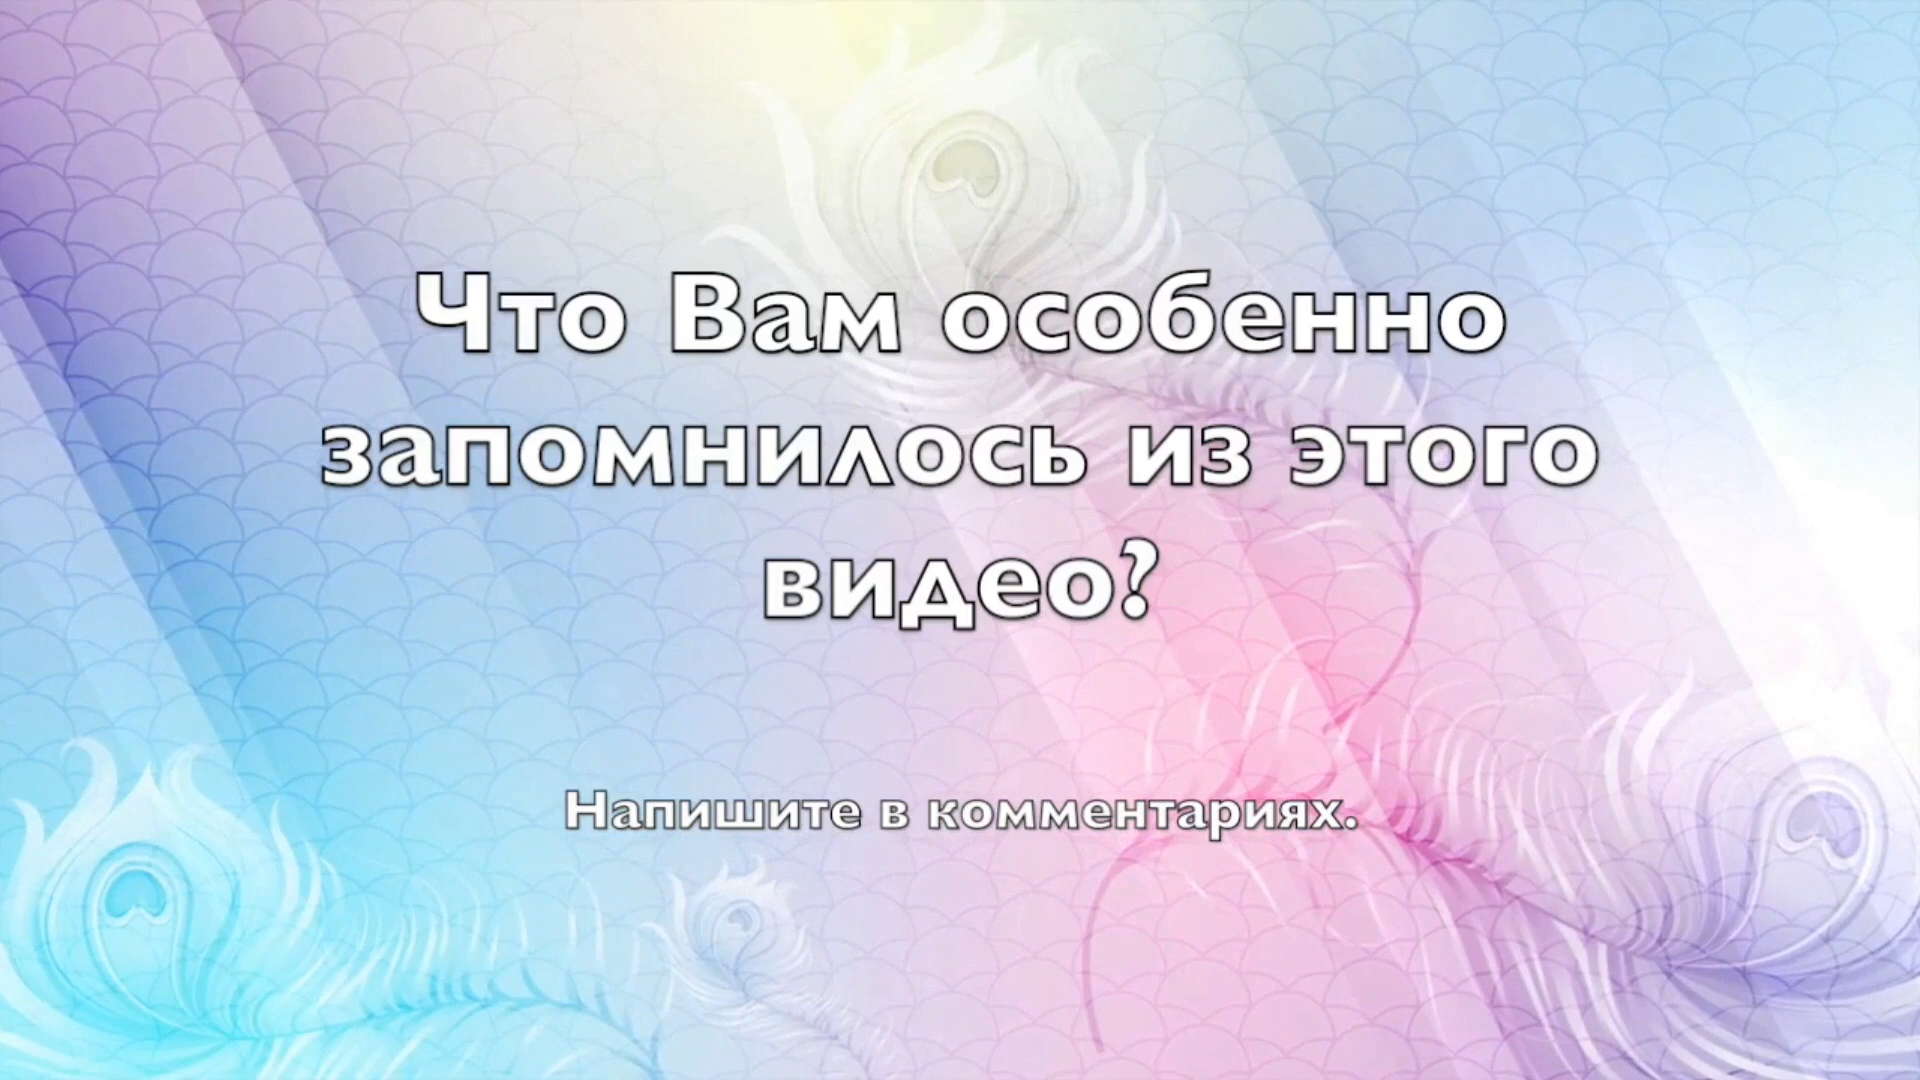 Что Вам особенно
запомнилось из этого
видео?
Напишите в комментариях.